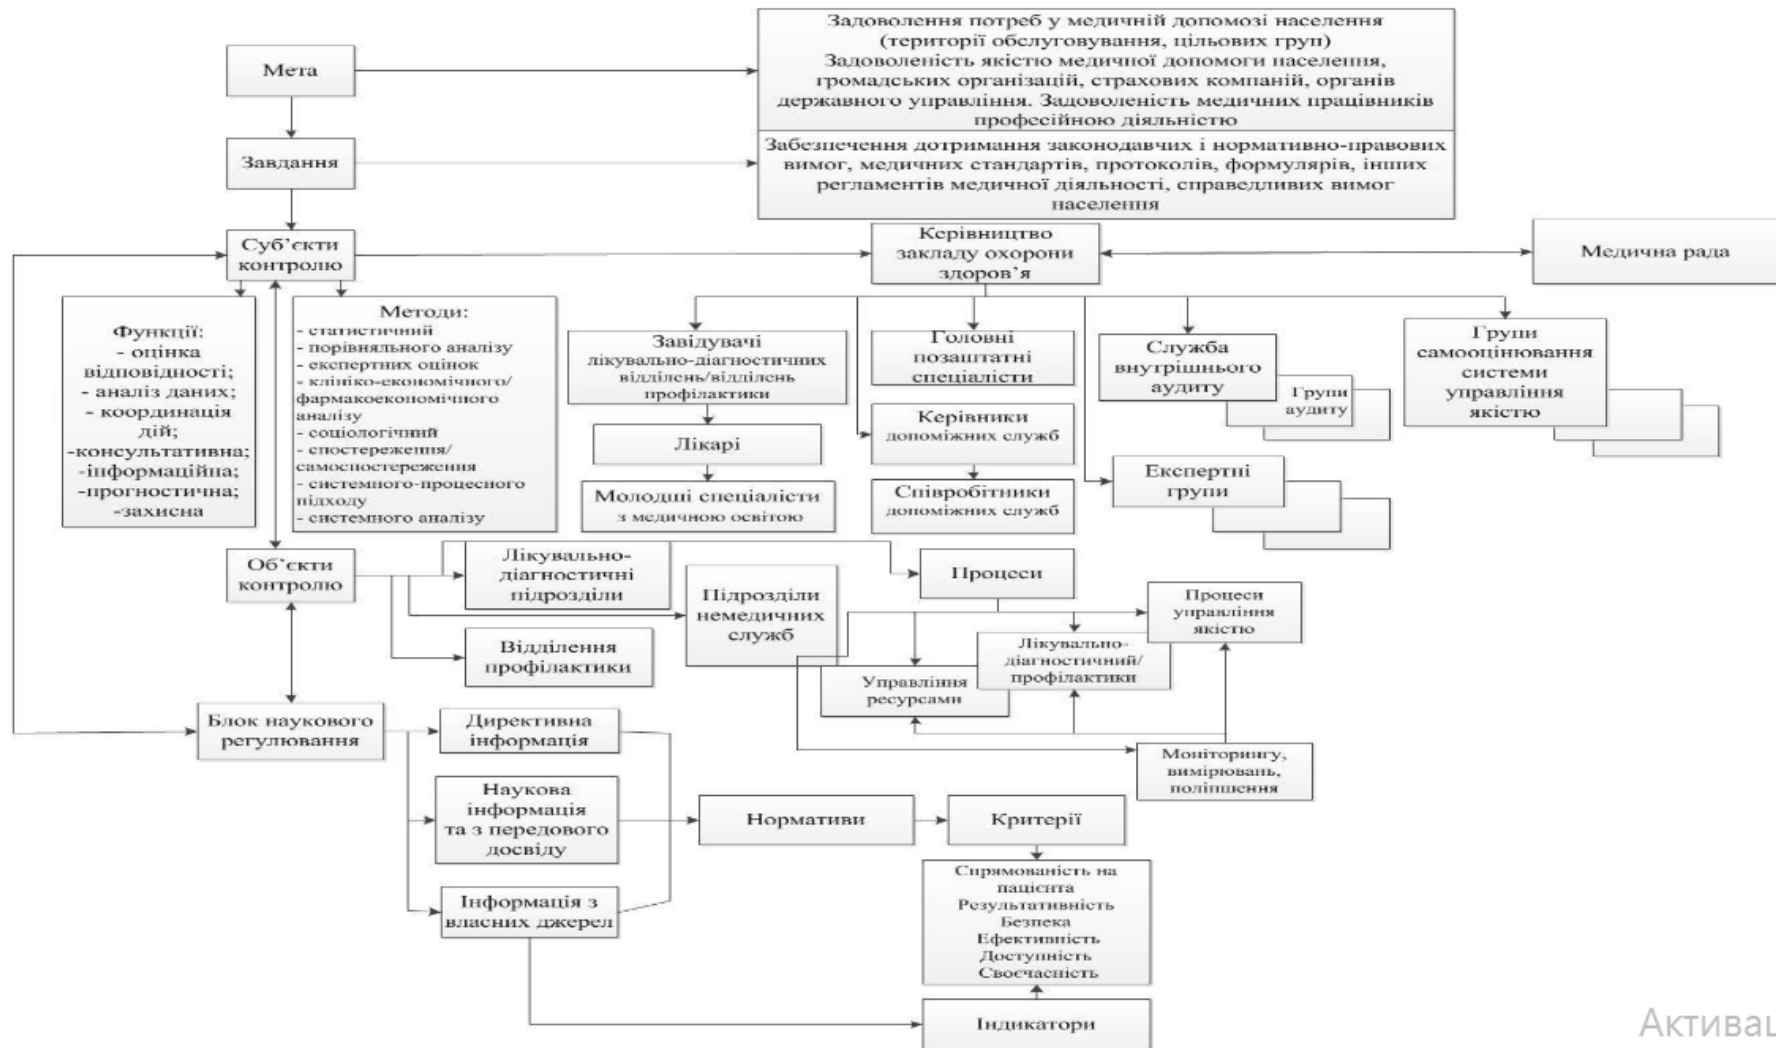 Мета
Задоволення потреб у медичній допомозі населення
(території обслуговування, цільових груп)
Задоволеність якістю медичної допомоги населення,
громадських організацій, страхових компаній, органів
державного управління. Задоволеність медичних працівників
професійною діяльністю
Завдання
Забезпечення дотримання законодавчих і нормативно-правових
вимог, медичних стандартів, протоколів, формулярів, інших
регламентів медичної діяльності, справедливих вимог
населення
Суб’єкти
контролю
Керівництво
закладу охорони
здоров’я
Медична рада
Функції:
- оцінка
відповідності;
- аналіз даних;
- координація
дій;
-консультативна;
-інформаційна;
-прогностична;
-захисна
Методи:
- статистичний
- порівняльного аналізу
- експертних оцінок
- клініко-економічного/
фармакоекономічного
аналізу
- соціологічний
- спостереження/
самоспостереження
- системного-процесного
підходу
- системного аналізу
Завідувачі
лікувально-діагностичних
відділень/відділень
профілактики
Лікарі
Молодші спеціалісти
з медичною освітою
Головні
позаштатні
спеціалісти
Керівники
допоміжних служб
Співробітники
допоміжних служб
Служба
внутрішнього
аудиту
Групи
аудиту
Експертні
групи
Групи
самооцінювання
системи
управління
якістю
Об’єкти
контролю
Лікувально-
діагностичні
підрозділи
Відділення
профілактики
Підрозділи
немедичних
служб
Процеси
Процеси
управління
якістю
Лікувально-
діагностичний/
профілактики
Управління
ресурсами
Моніторингу,
вимірювань,
поліпшення
Блок наукового
регулювання
Директивна
інформація
Наукова
інформація
та з передового
досвіду
Інформація з
власних джерел
Нормативи
Критерії
Спрямованість на
пацієнта
Результативність
Безпека
Ефективність
Доступність
Своєчасність
Індикатори
Активац